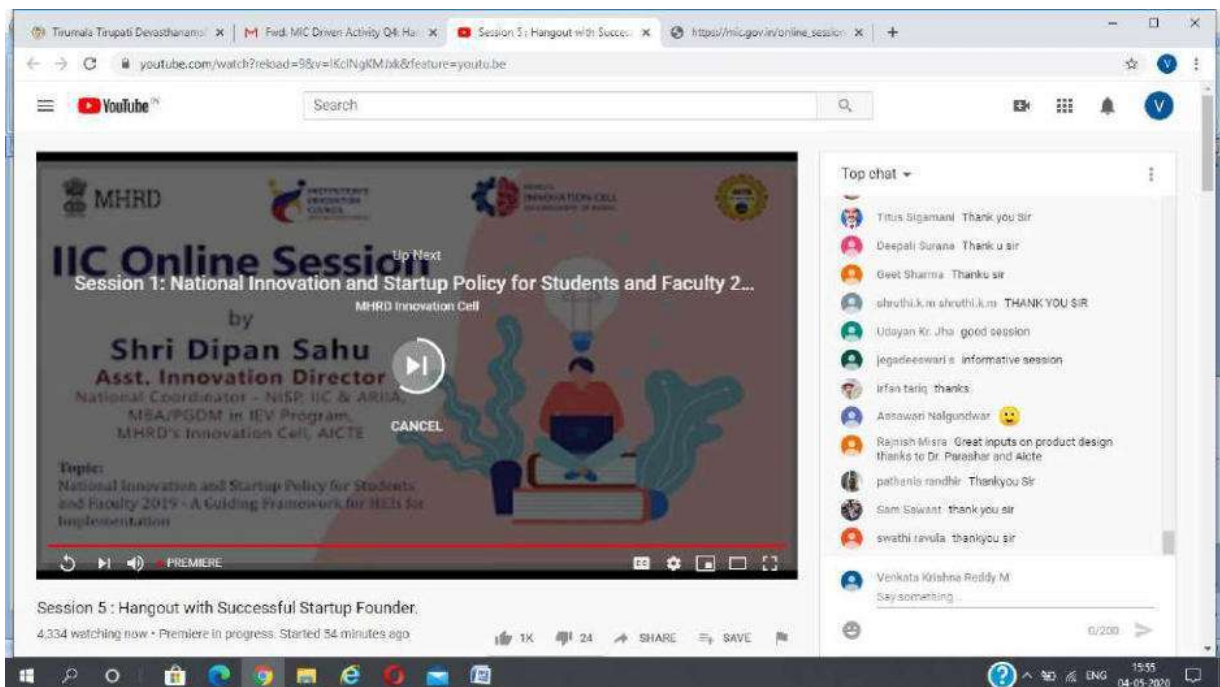 Tirumala Tirupati Devasthanams
Fwd: MIC Driven Activity Q4: Ha
Session 5 : Hangout with Succes
https://mic.gov.in/online_session
youtube.com/watch?reload=9&v=
&feature=youtu.be
YouTube IN
Search
V
MHRD
INSTITUTION'S
INNOVATION
COUNCIL
INNOVATION CELL
IIC Online Session
Up Next
Session 1: National Innovation and Startup Policy for Students and Faculty 2...
MHRD Innovation Cell
by
Shri Dipan Sahu
Asst. Innovation Director
National Coordinator - NISP, IIC & ARIIA,
MBA/PGDM in IEV Program,
MHRD's Innovation Cell, AICTE
CANCEL
Topic:
National Innovation and Startup Policy for Students
and Faculty 2019 - A Guiding Framework for HEIs for
Implementation
PREMIERE
Session 5 : Hangout with Successful Startup Founder.
4,334 watching now • Premiere in progress. Started 54 minutes ago
1K
24
SHARE
SAVE
Top chat
Titus Sigamani Thank you Sir
Deepali Surana Thank u sir
Geet Sharma Thanku sir
shruthi.k.m shruthi.k.m THANK YOU SIR
Udayan Kr. Jha good session
jegadeeswari s informative session
irfan tariq thanks
Aasawari Nalgundwar 🙂
Rajnish Misra Great inputs on product design
thanks to Dr. Parashar and Aicte
pathania randhir Thankyou Sir
Sam Sawant thank you sir
swathi ravula thankyou sir
Venkata Krishna Reddy M
Say something...
0/200
ENG
15:55
04-05-2020